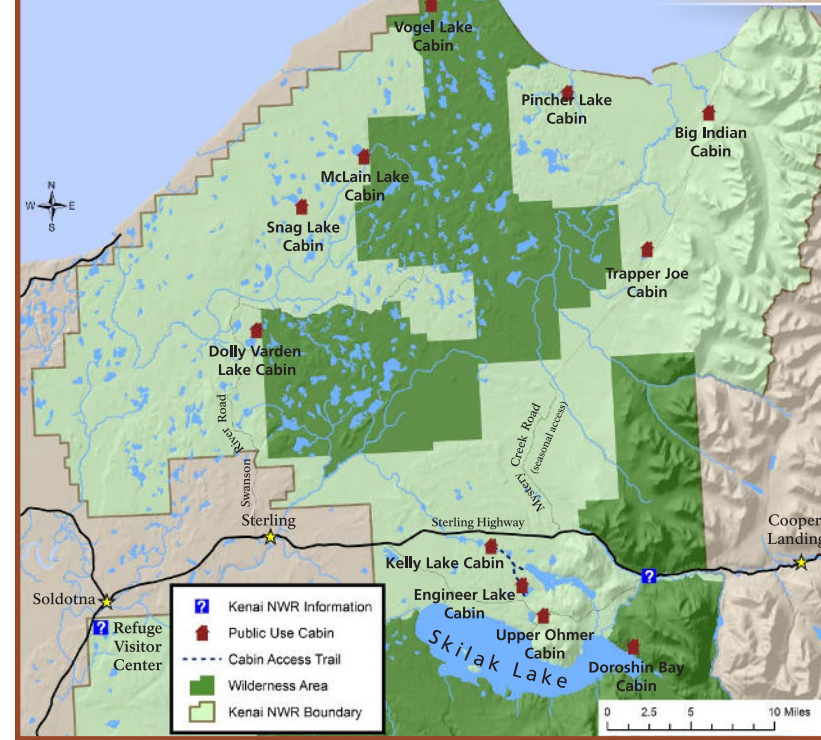 Vogel Lake
Cabin
Pincher Lake
Cabin
Big Indian
Cabin
McLain Lake
Cabin
N
W E
S
Snag Lake
Cabin
Trapper Joe
Cabin
Dolly Varden
Lake Cabin
Swanson River Road
Mystery Creek Road
(seasonal access)
Sterling
Sterling Highway
Cooper
Landing
Kelly Lake Cabin
Soldotna
Engineer Lake
Cabin
Refuge
Visitor
Center
Upper Ohmer
Cabin
Skilak Lake
Doroshin Bay
Cabin
? Kenai NWR Information
Public Use Cabin
Cabin Access Trail
Wilderness Area
Kenai NWR Boundary
?
?
0 2.5 5 10 Miles